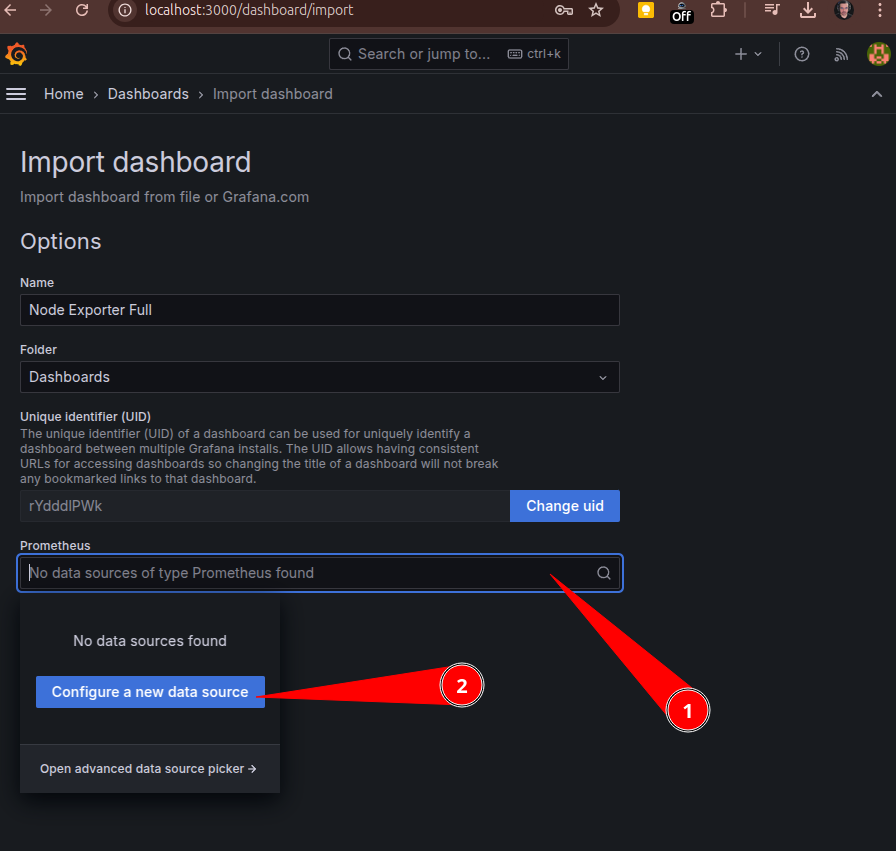 localhost:3000/dashboard/import
Off
Search or jump to...
ctrl+k
Home › Dashboards › Import dashboard
Import dashboard
Import dashboard from file or Grafana.com
Options
Name
Node Exporter Full
Folder
Dashboards
Unique identifier (UID)
The unique identifier (UID) of a dashboard can be used for uniquely identify a
dashboard between multiple Grafana installs. The UID allows having consistent
URLs for accessing dashboards so changing the title of a dashboard will not break
any bookmarked links to that dashboard.
rYdddlPWk
Change uid
Prometheus
No data sources of type Prometheus found
No data sources found
Configure a new data source
2
1
Open advanced data source picker →